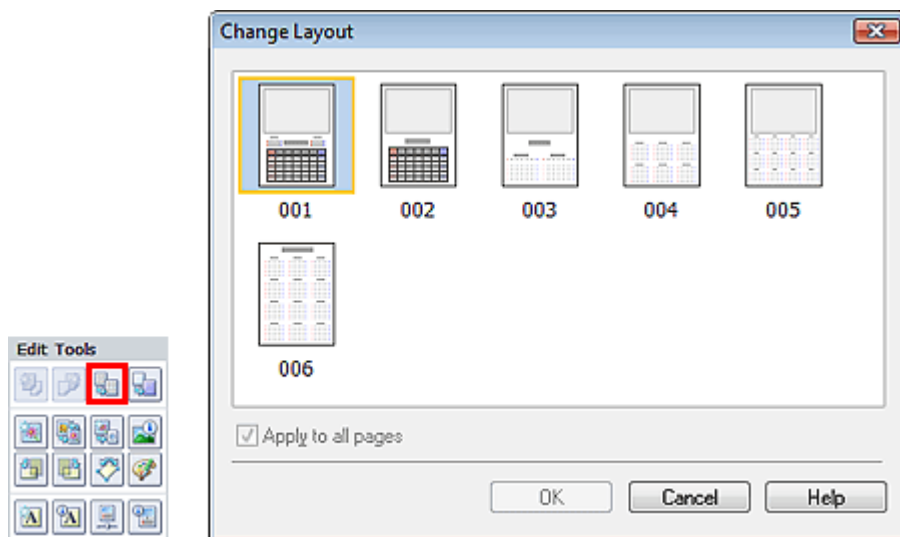 Change Layout
001 002 003 004 005
006
Edit Tools
Apply to all pages
OK Cancel Help